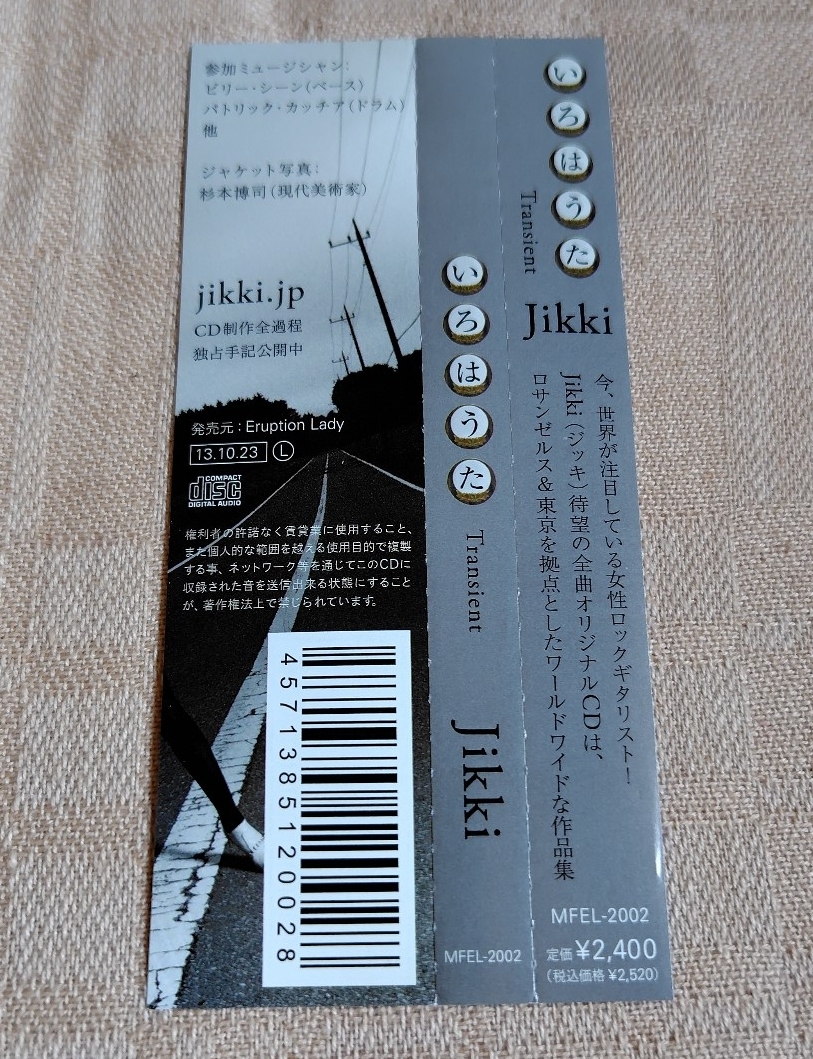 いろはうた
Transient
Jikki
今、世界が注目している女性ロックギタリスト！
Jikki（ジッキ）待望の全曲オリジナルCDは、
ロサンゼルス＆東京を拠点としたワールドワイドな作品集
MFEL-2002
定価¥2,400
（税込価格 ¥2,520）
いろはうた
Transient
Jikki
MFEL-2002
参加ミュージシャン：
ビリー・シーン（ベース）
パトリック・カッチア（ドラム）
他
ジャケット写真：
杉本博司（現代美術家）
jikki.jp
CD制作全過程
独占手記公開中
発売元：Eruption Lady
13.10.23 L
COMPACT
disc
DIGITAL AUDIO
権利者の許諾なく賃貸業に使用すること、
また個人的な範囲を越える使用目的で複製
する事、ネットワーク等を通じてこのCDに
収録された音を送信出来る状態にすること
が、著作権法上で禁じられています。
4571385120028